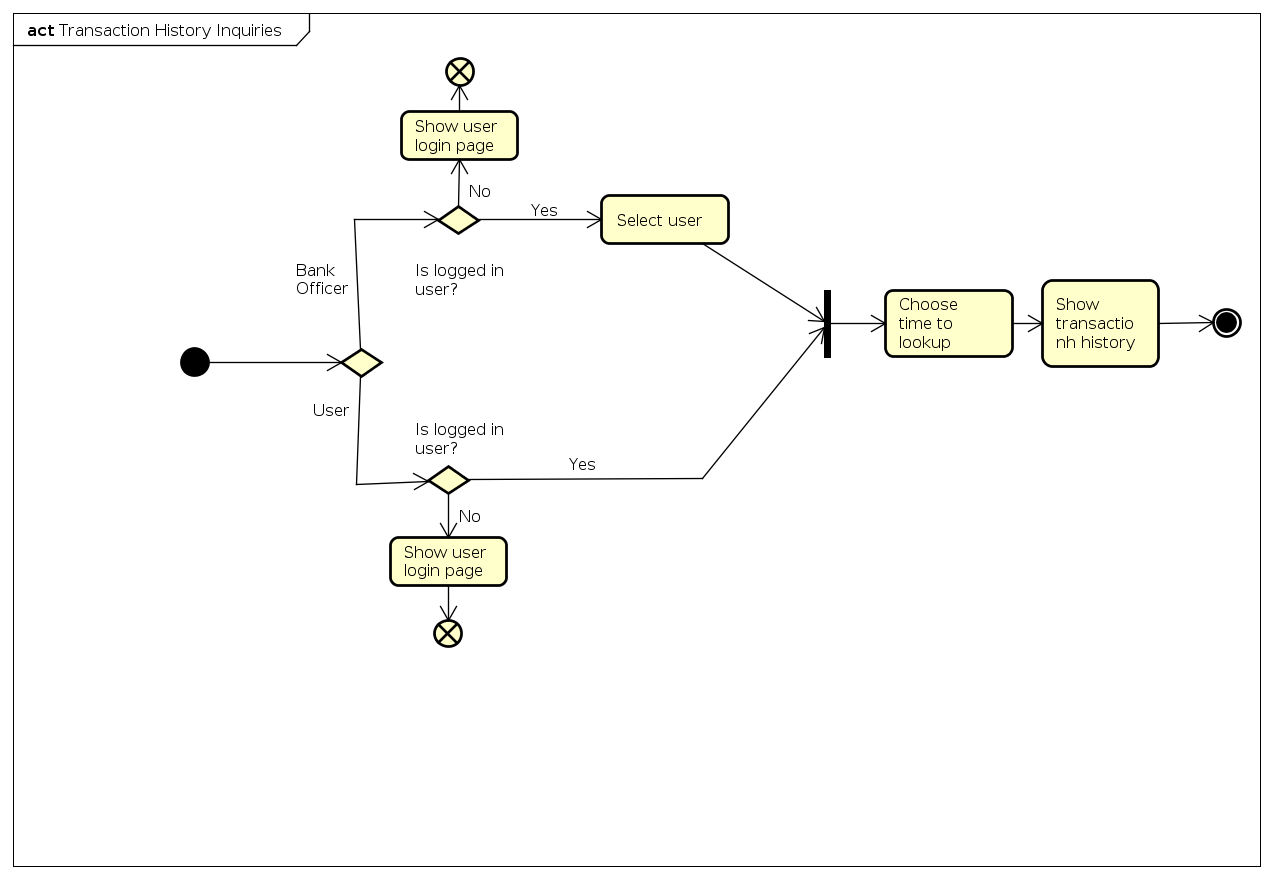 act Transaction History Inquiries
Show user
login page
No
Yes
Select user
Bank
Officer
Is logged in
user?
Choose
time to
lookup
Show
transactio
nh history
User
Is logged in
user?
Yes
No
Show user
login page